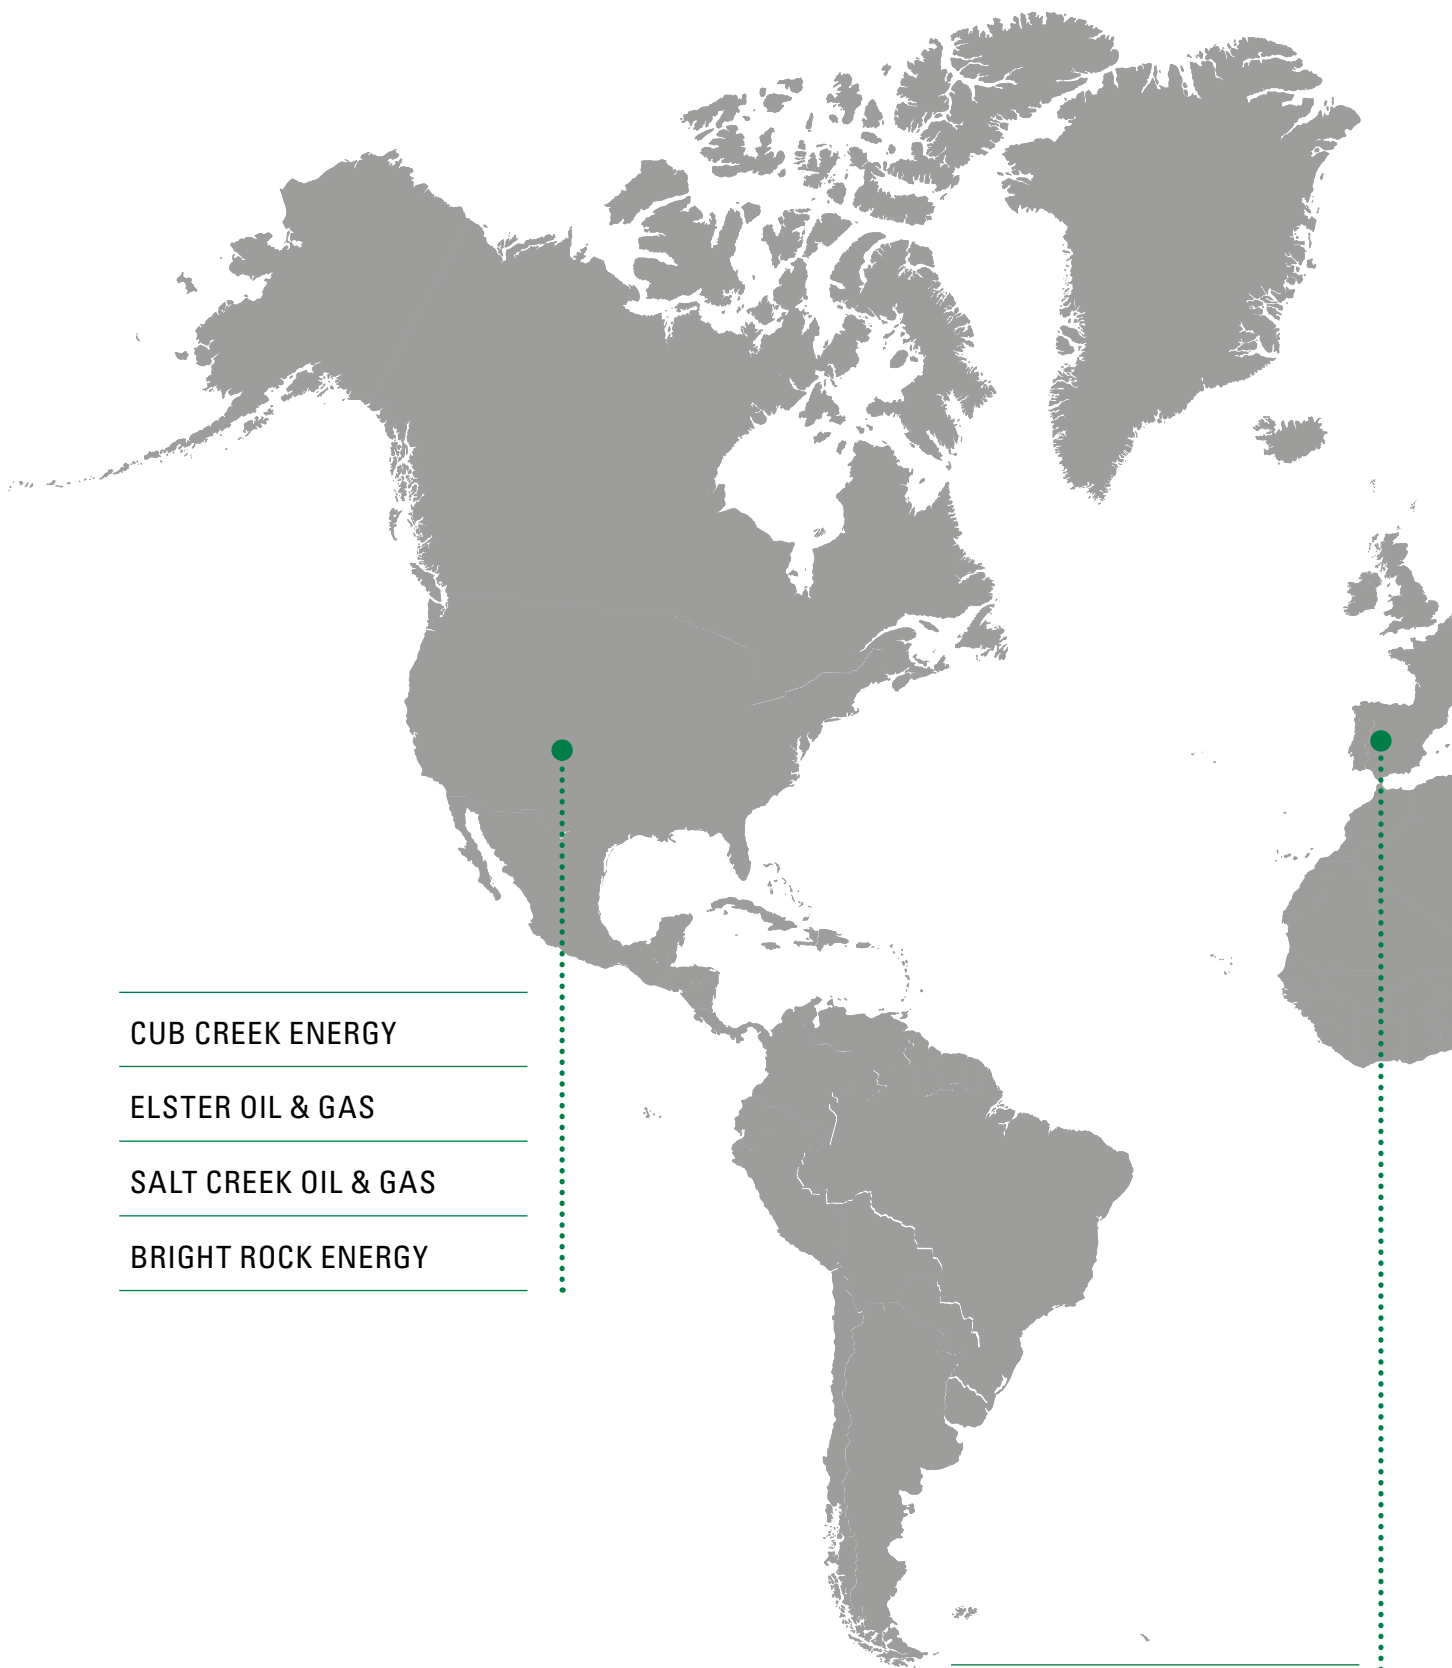 CUB CREEK ENERGY
ELSTER OIL & GAS
SALT CREEK OIL & GAS
BRIGHT ROCK ENERGY